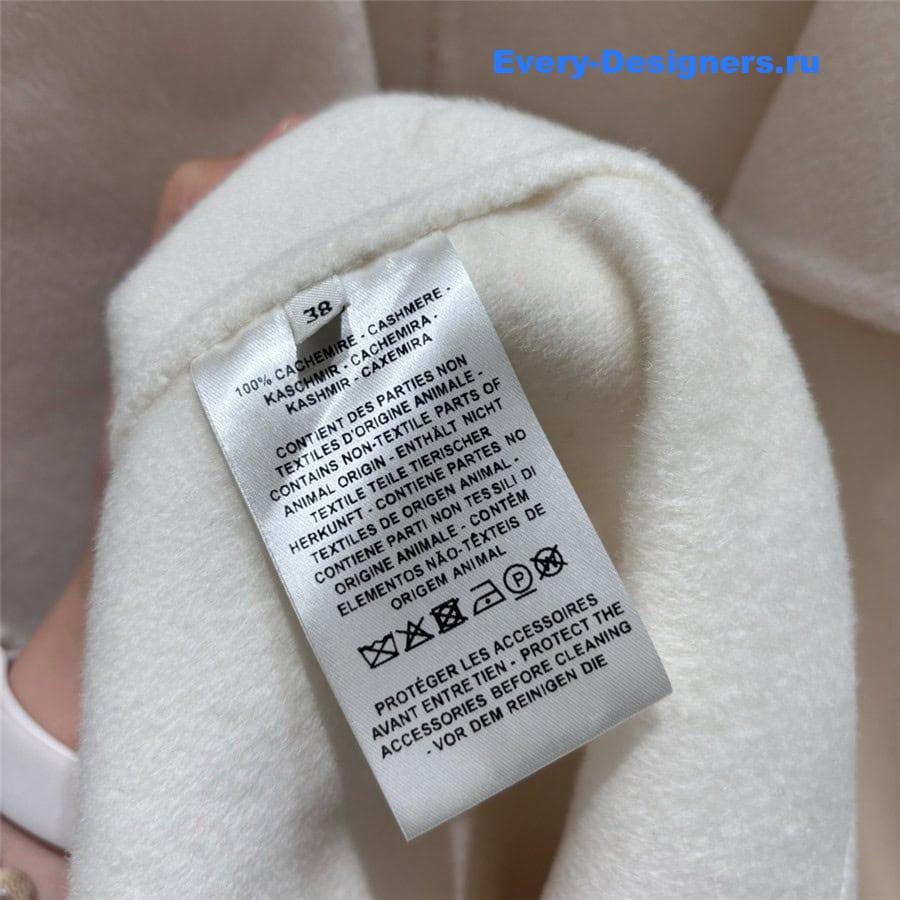 Every-Designers.ru
38
100% CACHEMIRE - CASHMERE -
KASCHMIR - CACHEMIRA -
KASHMIR - CAXEMIRA
CONTIENT DES PARTIES NON
TEXTILES D'ORIGINE ANIMALE -
CONTAINS NON-TEXTILE PARTS OF
ANIMAL ORIGIN - ENTHÄLT NICHT
TEXTILE TEILE TIERISCHER
HERKUNFT - CONTIENE PARTES NO
TEXTILES DE ORIGEN ANIMAL -
CONTIENE PARTI NON TESSILI DI
ORIGINE ANIMALE - CONTÉM
ELEMENTOS NÃO-TÊXTEIS DE
ORIGEM ANIMAL
P
PROTÉGER LES ACCESSOIRES
AVANT ENTRETIEN - PROTECT THE
ACCESSORIES BEFORE CLEANING
- VOR DEM REINIGEN DIE